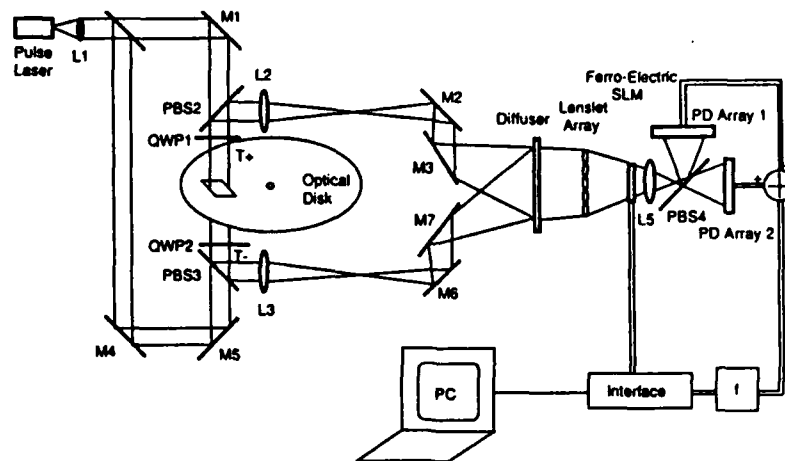 Pulse
Laser
L1
M1
PBS2
L2
QWP1
T+
Optical
Disk
M2
M3
M7
M6
Diffuser
Lenslet
Array
Ferro-Electric
SLM
PD Array 1
L5
PBS4
+
PD Array 2
QWP2
T-
PBS3
L3
M4
M5
PC
Interface
f